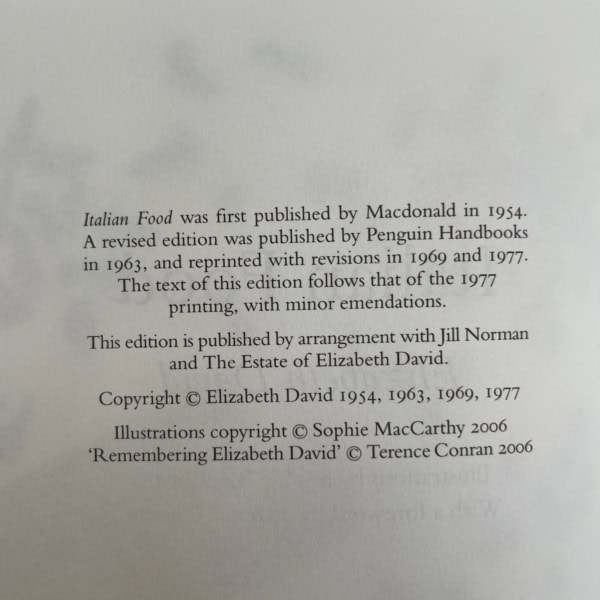 Italian Food was first published by Macdonald in 1954.
A revised edition was published by Penguin Handbooks
in 1963, and reprinted with revisions in 1969 and 1977.
The text of this edition follows that of the 1977
printing, with minor emendations.
This edition is published by arrangement with Jill Norman
and The Estate of Elizabeth David.
Copyright © Elizabeth David 1954, 1963, 1969, 1977
Illustrations copyright © Sophie MacCarthy 2006
‘Remembering Elizabeth David’ © Terence Conran 2006